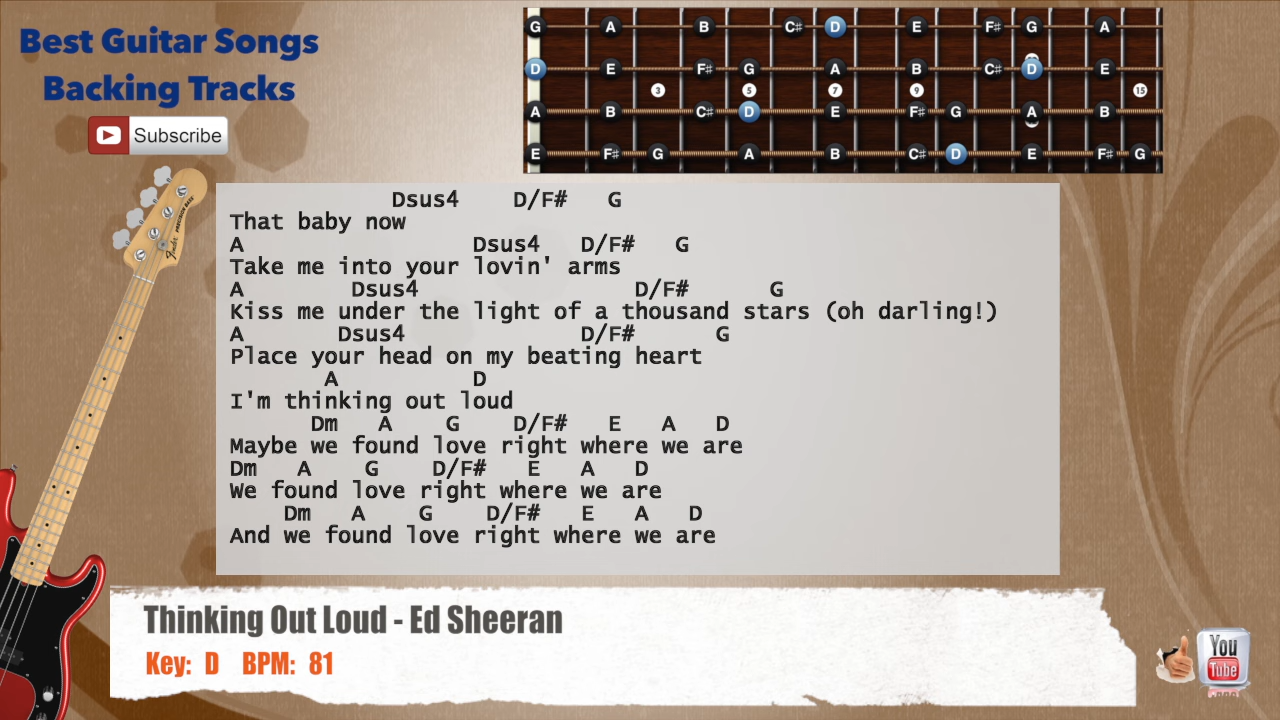 Best Guitar Songs
Backing Tracks
Subscribe
G A B C# D E F# G A
D E F# G A B C# D E
3 5 7 9 15
A B C# D E F# G A B
E F# G A B C# D E F# G
Dsus4 D/F# G
That baby now
A Dsus4 D/F# G
Take me into your lovin' arms
A Dsus4 D/F# G
Kiss me under the light of a thousand stars (oh darling!)
A Dsus4 D/F# G
Place your head on my beating heart
A D
I'm thinking out loud
Dm A G D/F# E A D
Maybe we found love right where we are
Dm A G D/F# E A D
We found love right where we are
Dm A G D/F# E A D
And we found love right where we are
Fender PRECISION BASS
Thinking Out Loud - Ed Sheeran
Key: D BPM: 81
You
Tube